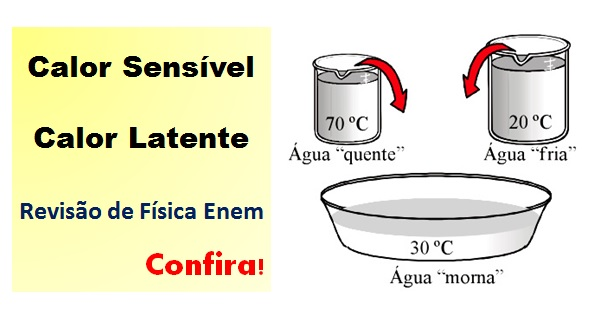 Calor Sensível
Calor Latente
Revisão de Física Enem
Confira!
70 ºC
Água “quente”
20 ºC
Água “fria”
30 ºC
Água “morna”